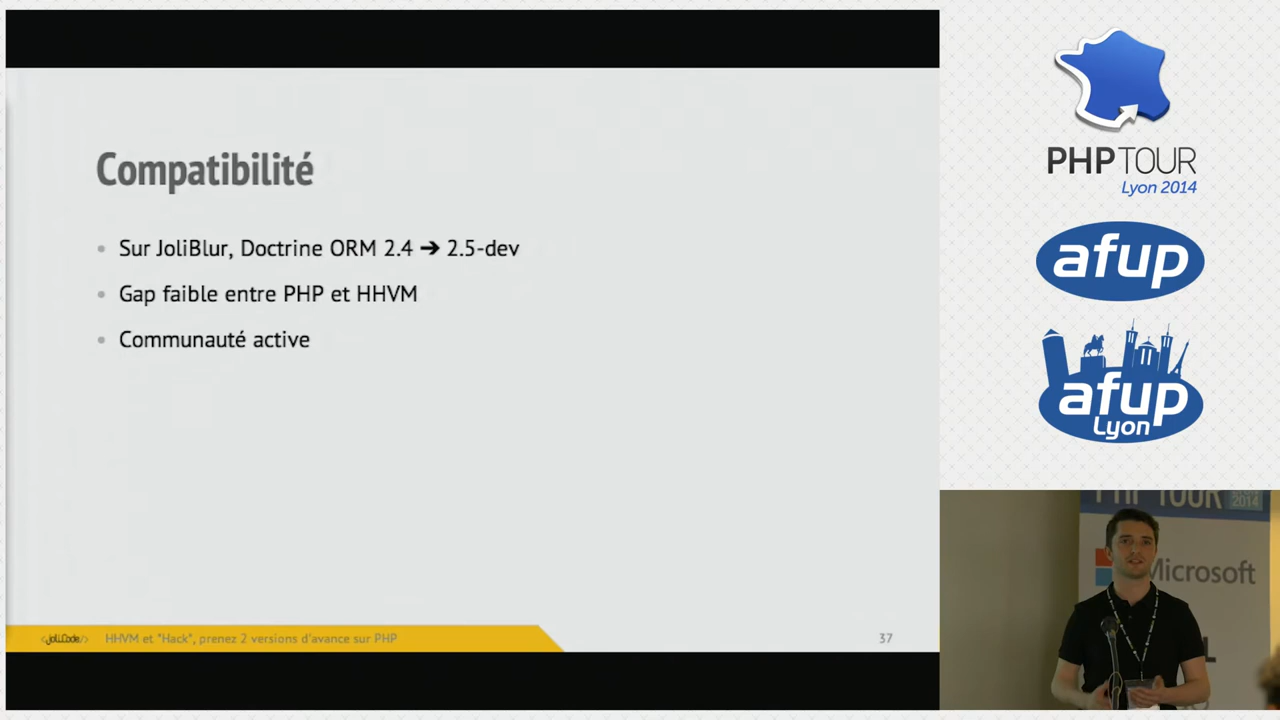 Compatibilité
Sur JoliBlur, Doctrine ORM 2.4 ➔ 2.5-dev
Gap faible entre PHP et HHVM
Communauté active
<joliCode/>
HHVM et "Hack", prenez 2 versions d'avance sur PHP
37
PHP TOUR
Lyon 2014
afup
afup
Lyon
PHP TOUR
2014
Microsoft